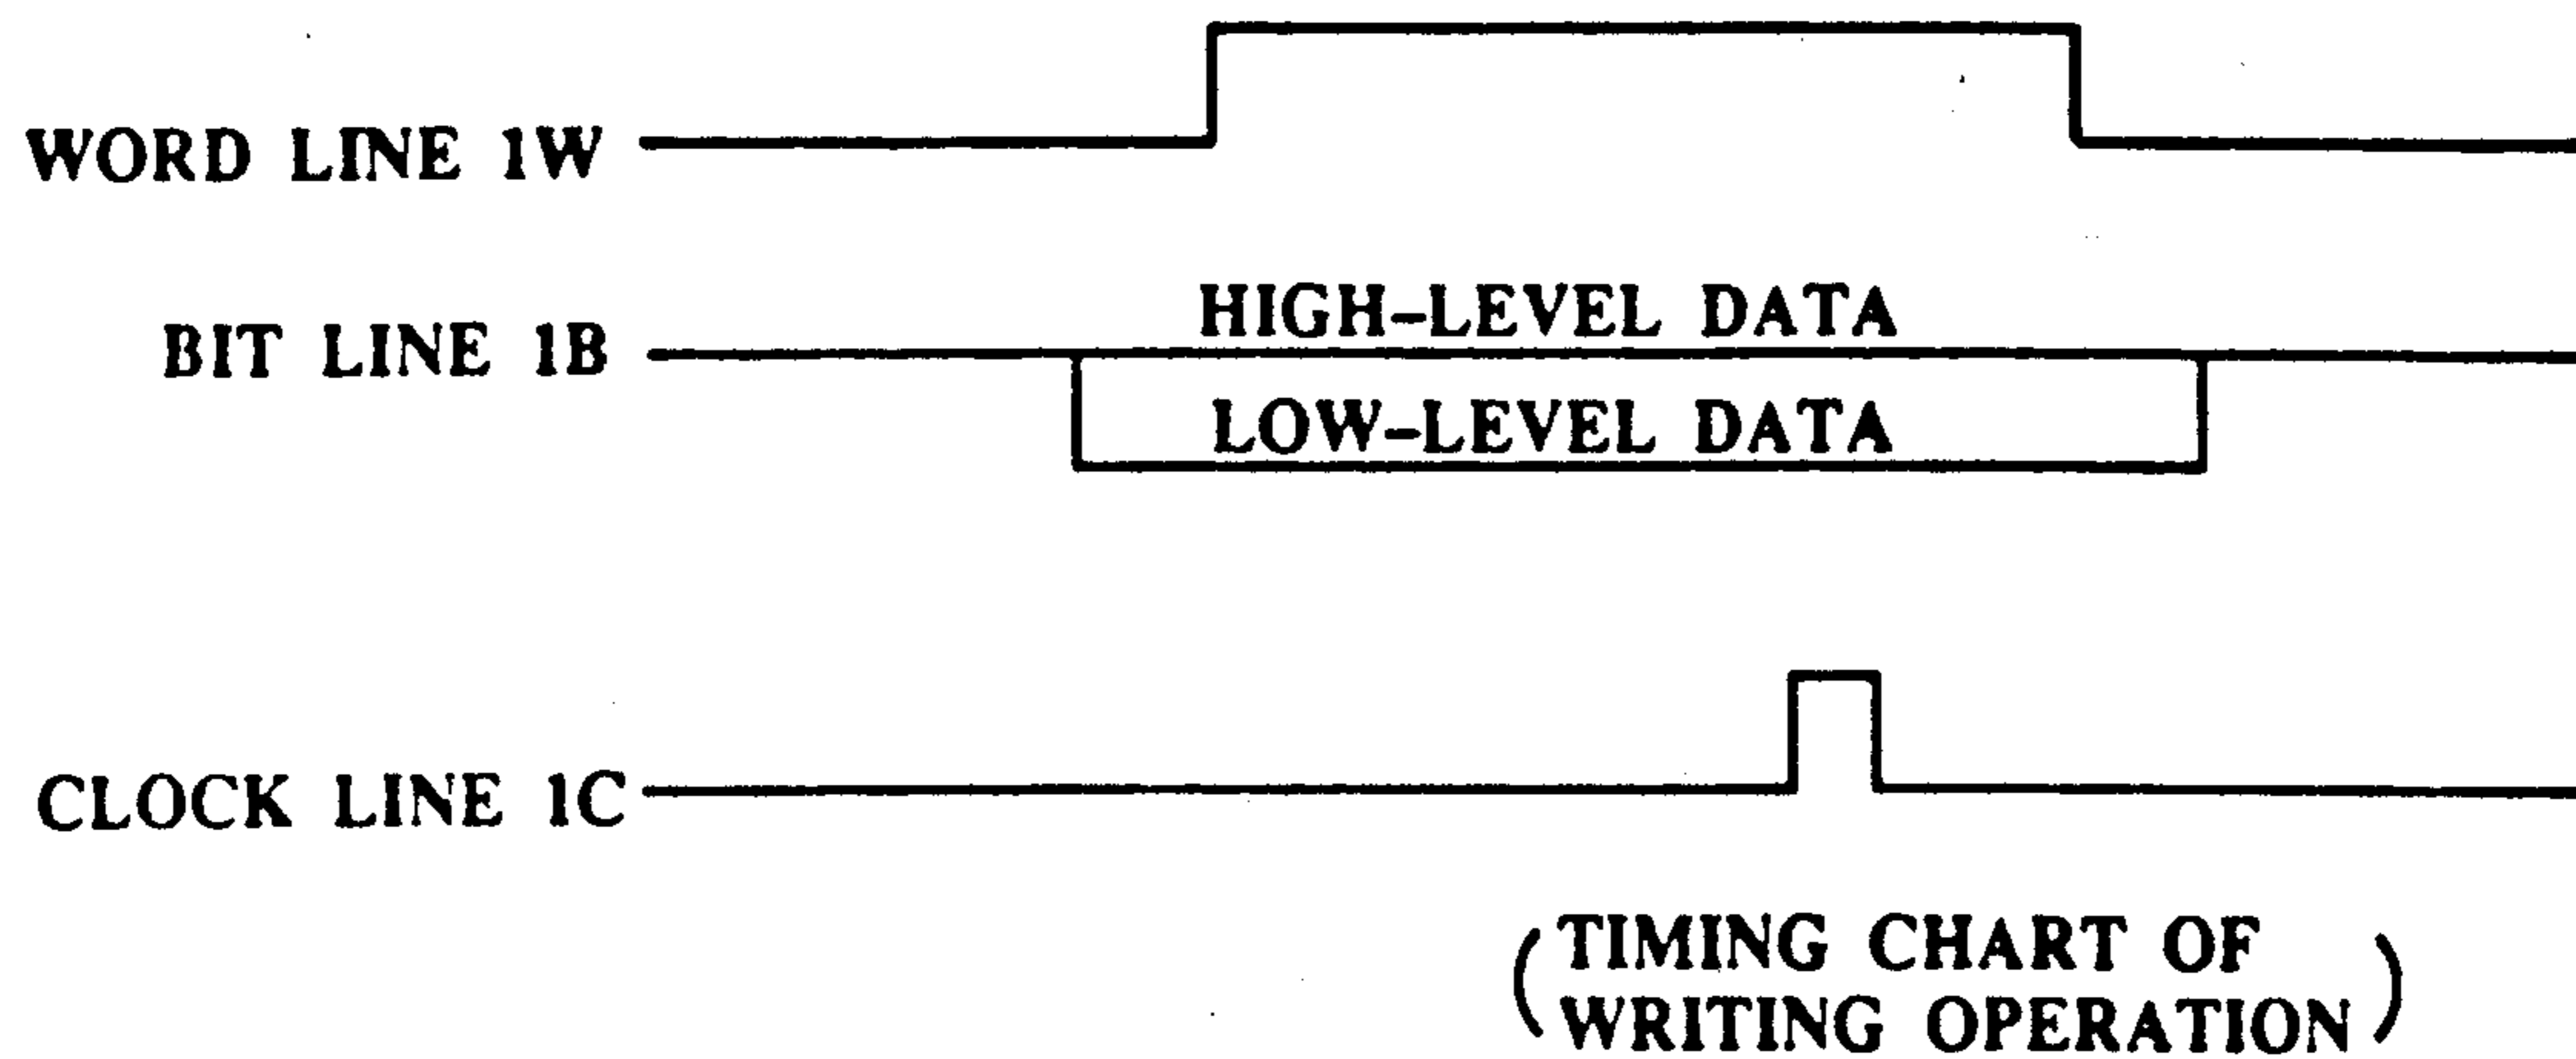 WORD LINE 1W
HIGH-LEVEL DATA
BIT LINE 1B
LOW-LEVEL DATA
CLOCK LINE 1C
(TIMING CHART OF
WRITING OPERATION)